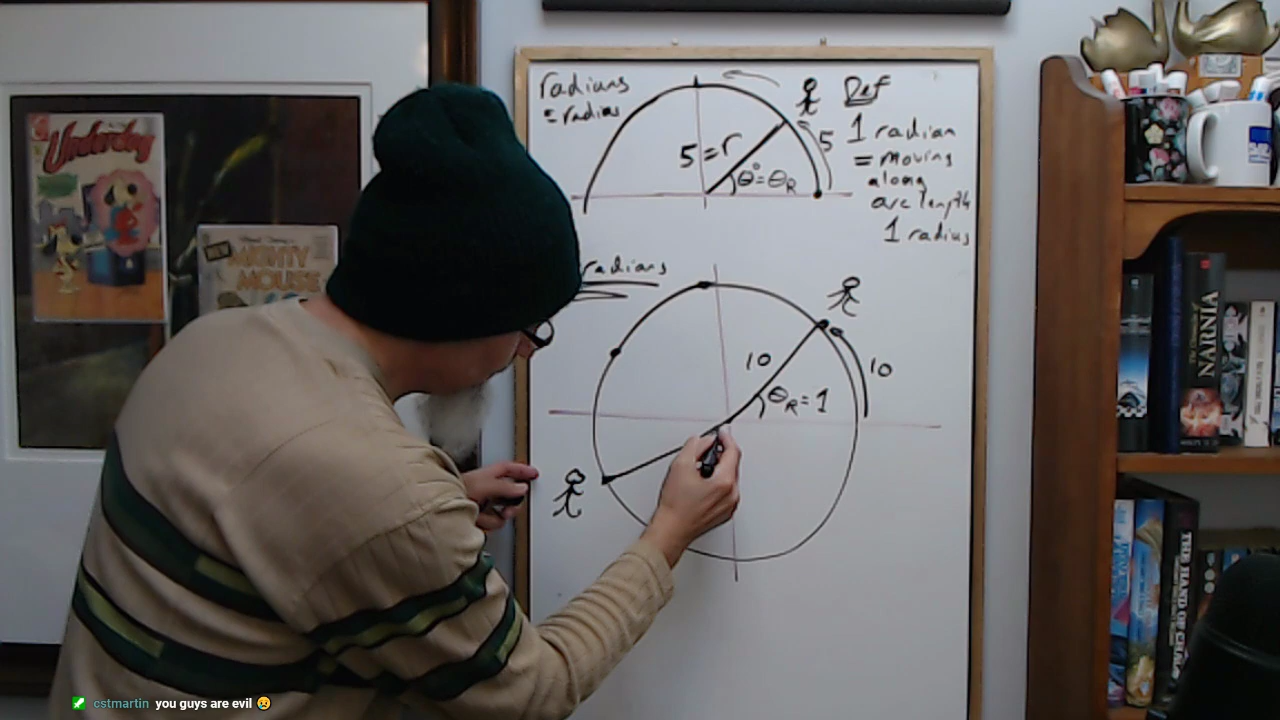 radians
= radius
5 = r
θ° = θR
5
Def
1 radian
= moving
along
arc length
1 radius
radians
10
θR = 1
10
Underdog
NEW
MIGHTY
MOUSE
NARNIA
THE HAND OF
cstmartin you guys are evil 😣